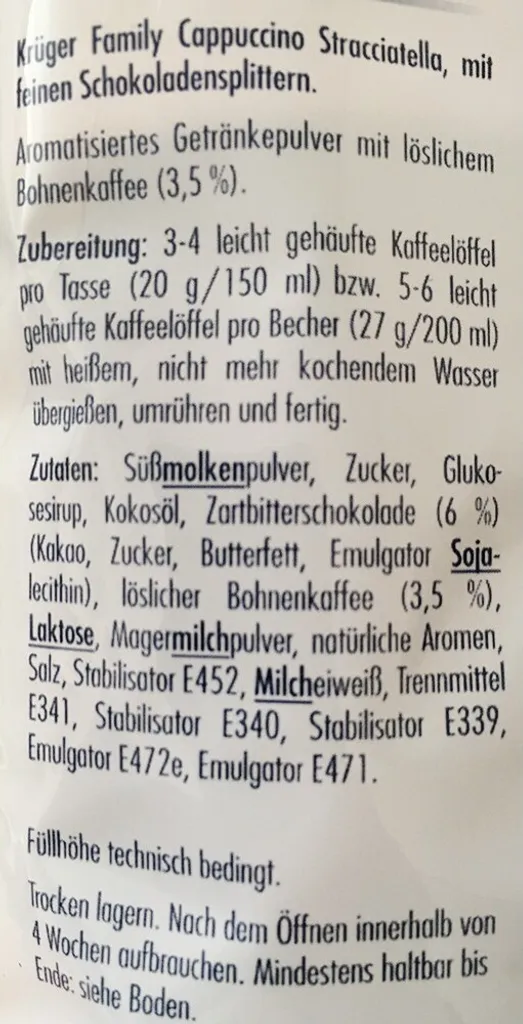 Krüger Family Cappuccino Stracciatella, mit
feinen Schokoladensplittern.
Aromatisiertes Getränkepulver mit löslichem
Bohnenkaffee (3,5 %).
Zubereitung: 3-4 leicht gehäufte Kaffeelöffel
pro Tasse (20 g/150 ml) bzw. 5-6 leicht
gehäufte Kaffeelöffel pro Becher (27 g/200 ml)
mit heißem, nicht mehr kochendem Wasser
übergießen, umrühren und fertig.
Zutaten: Süßmolkenpulver, Zucker, Gluko-
sesirup, Kokosöl, Zartbitterschokolade (6 %)
(Kakao, Zucker, Butterfett, Emulgator Soja-
lecithin), löslicher Bohnenkaffee (3,5 %),
Laktose, Magermilchpulver, natürliche Aromen,
Salz, Stabilisator E452, Milcheiweiß, Trennmittel
E341, Stabilisator E340, Stabilisator E339,
Emulgator E472e, Emulgator E471.
Füllhöhe technisch bedingt.
Trocken lagern. Nach dem Öffnen innerhalb von
4 Wochen aufbrauchen. Mindestens haltbar bis
Ende: siehe Boden.